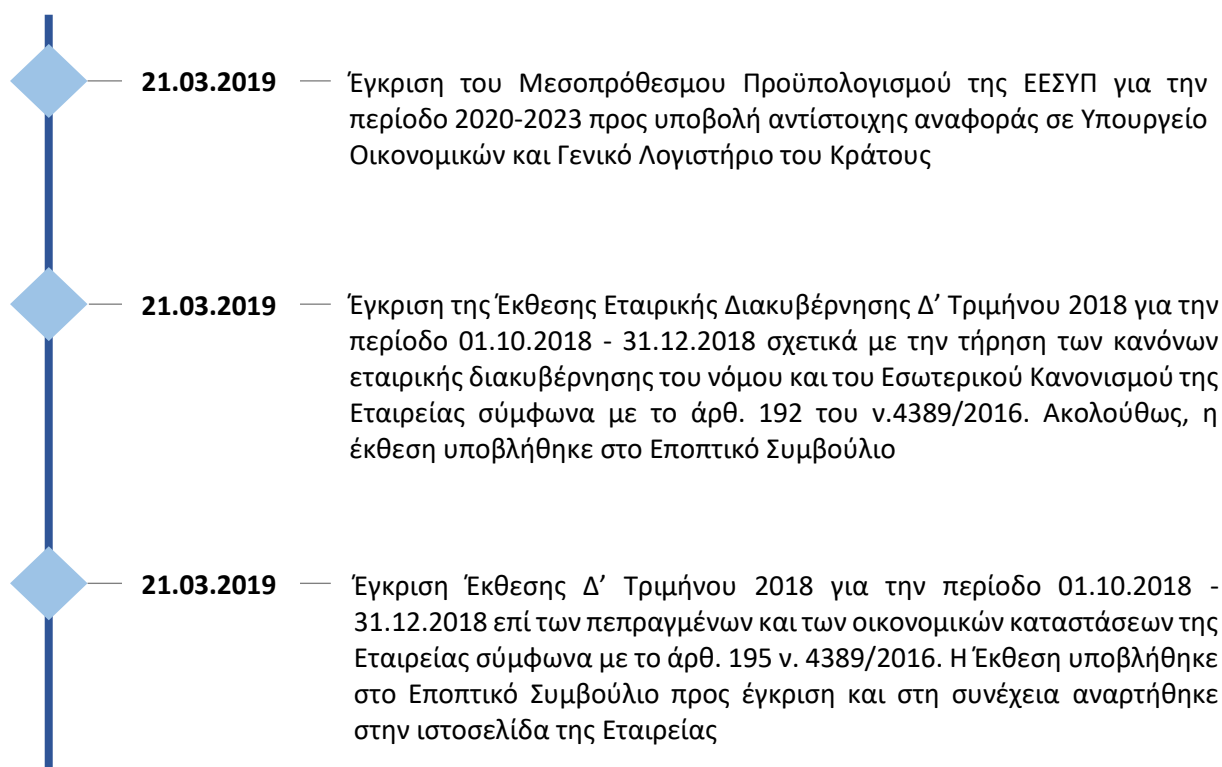 21.03.2019 Έγκριση του Μεσοπρόθεσμου Προϋπολογισμού της ΕΕΣΥΠ για την
περίοδο 2020-2023 προς υποβολή αντίστοιχης αναφοράς σε Υπουργείο
Οικονομικών και Γενικό Λογιστήριο του Κράτους
21.03.2019 Έγκριση της Έκθεσης Εταιρικής Διακυβέρνησης Δ’ Τριμήνου 2018 για την
περίοδο 01.10.2018 - 31.12.2018 σχετικά με την τήρηση των κανόνων
εταιρικής διακυβέρνησης του νόμου και του Εσωτερικού Κανονισμού της
Εταιρείας σύμφωνα με το άρθ. 192 του ν.4389/2016. Ακολούθως, η
έκθεση υποβλήθηκε στο Εποπτικό Συμβούλιο
21.03.2019 Έγκριση Έκθεσης Δ’ Τριμήνου 2018 για την περίοδο 01.10.2018 -
31.12.2018 επί των πεπραγμένων και των οικονομικών καταστάσεων της
Εταιρείας σύμφωνα με το άρθ. 195 ν. 4389/2016. Η Έκθεση υποβλήθηκε
στο Εποπτικό Συμβούλιο προς έγκριση και στη συνέχεια αναρτήθηκε
στην ιστοσελίδα της Εταιρείας